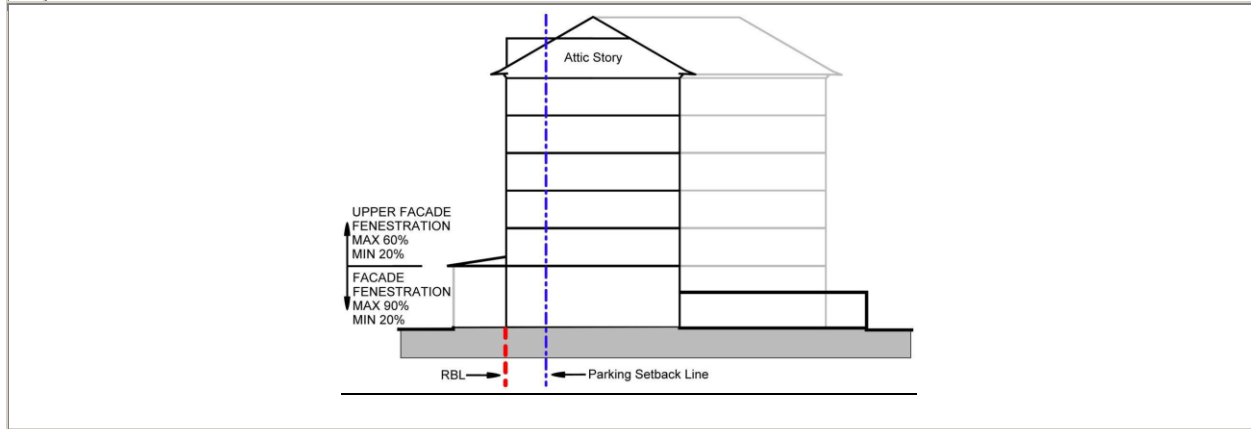 Attic Story
UPPER FACADE
FENESTRATION
MAX 60%
MIN 20%
FACADE
FENESTRATION
MAX 90%
MIN 20%
RBL
Parking Setback Line